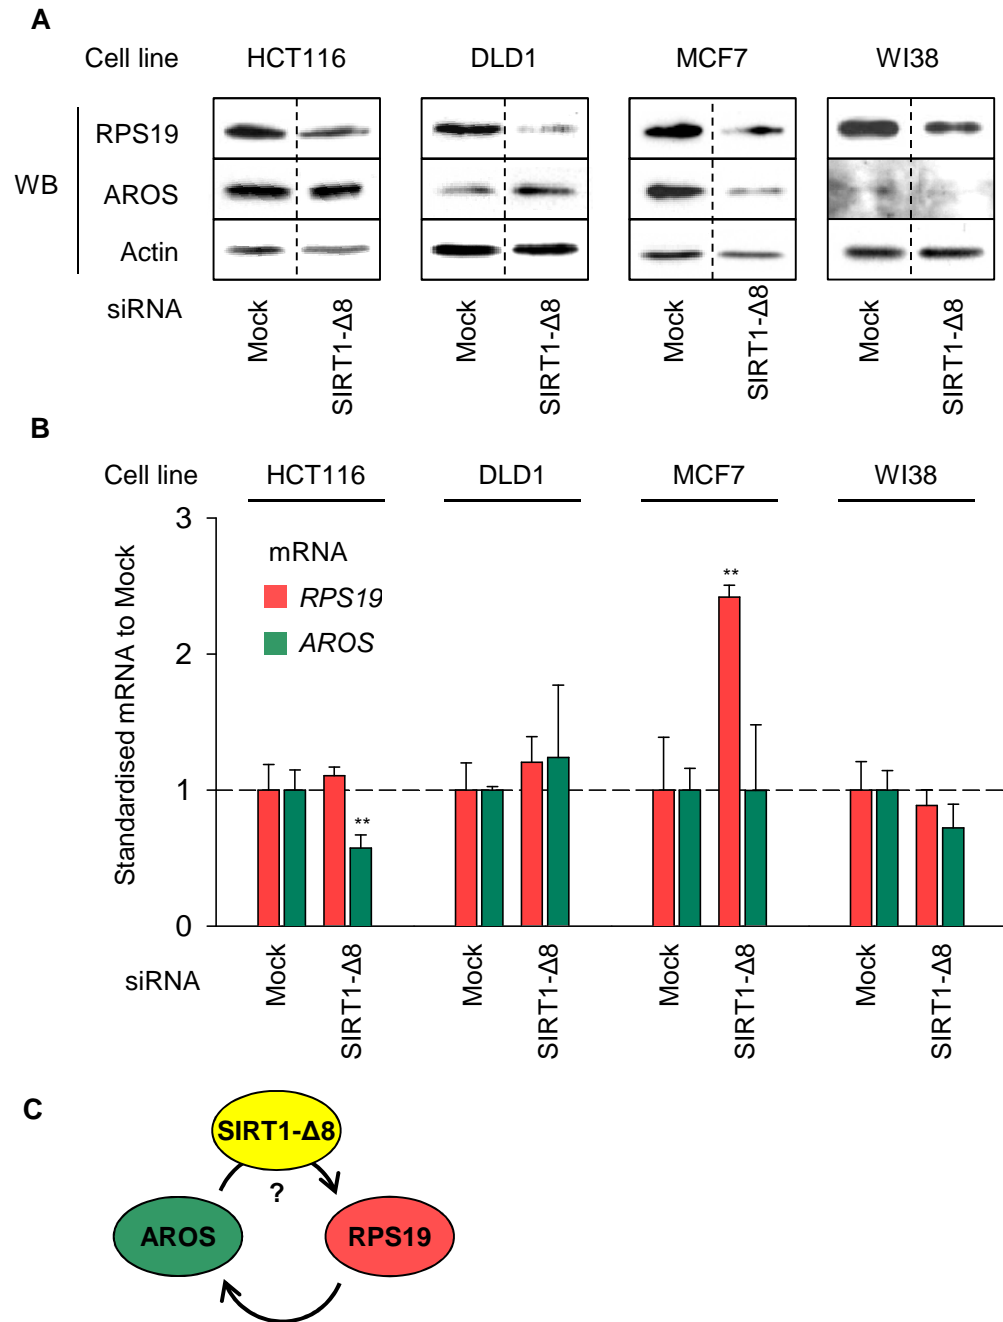 A
Cell line HCT116 DLD1 MCF7 WI38
RPS19
WB AROS
Actin
siRNA Mock SIRT1-Δ8 Mock SIRT1-Δ8 Mock SIRT1-Δ8 Mock SIRT1-Δ8
B
Cell line HCT116 DLD1 MCF7 WI38
Standardised mRNA to Mock
3
2
1
0
mRNA
RPS19
AROS
**
**
siRNA Mock SIRT1-Δ8 Mock SIRT1-Δ8 Mock SIRT1-Δ8 Mock SIRT1-Δ8
C
SIRT1-Δ8
?
AROS RPS19